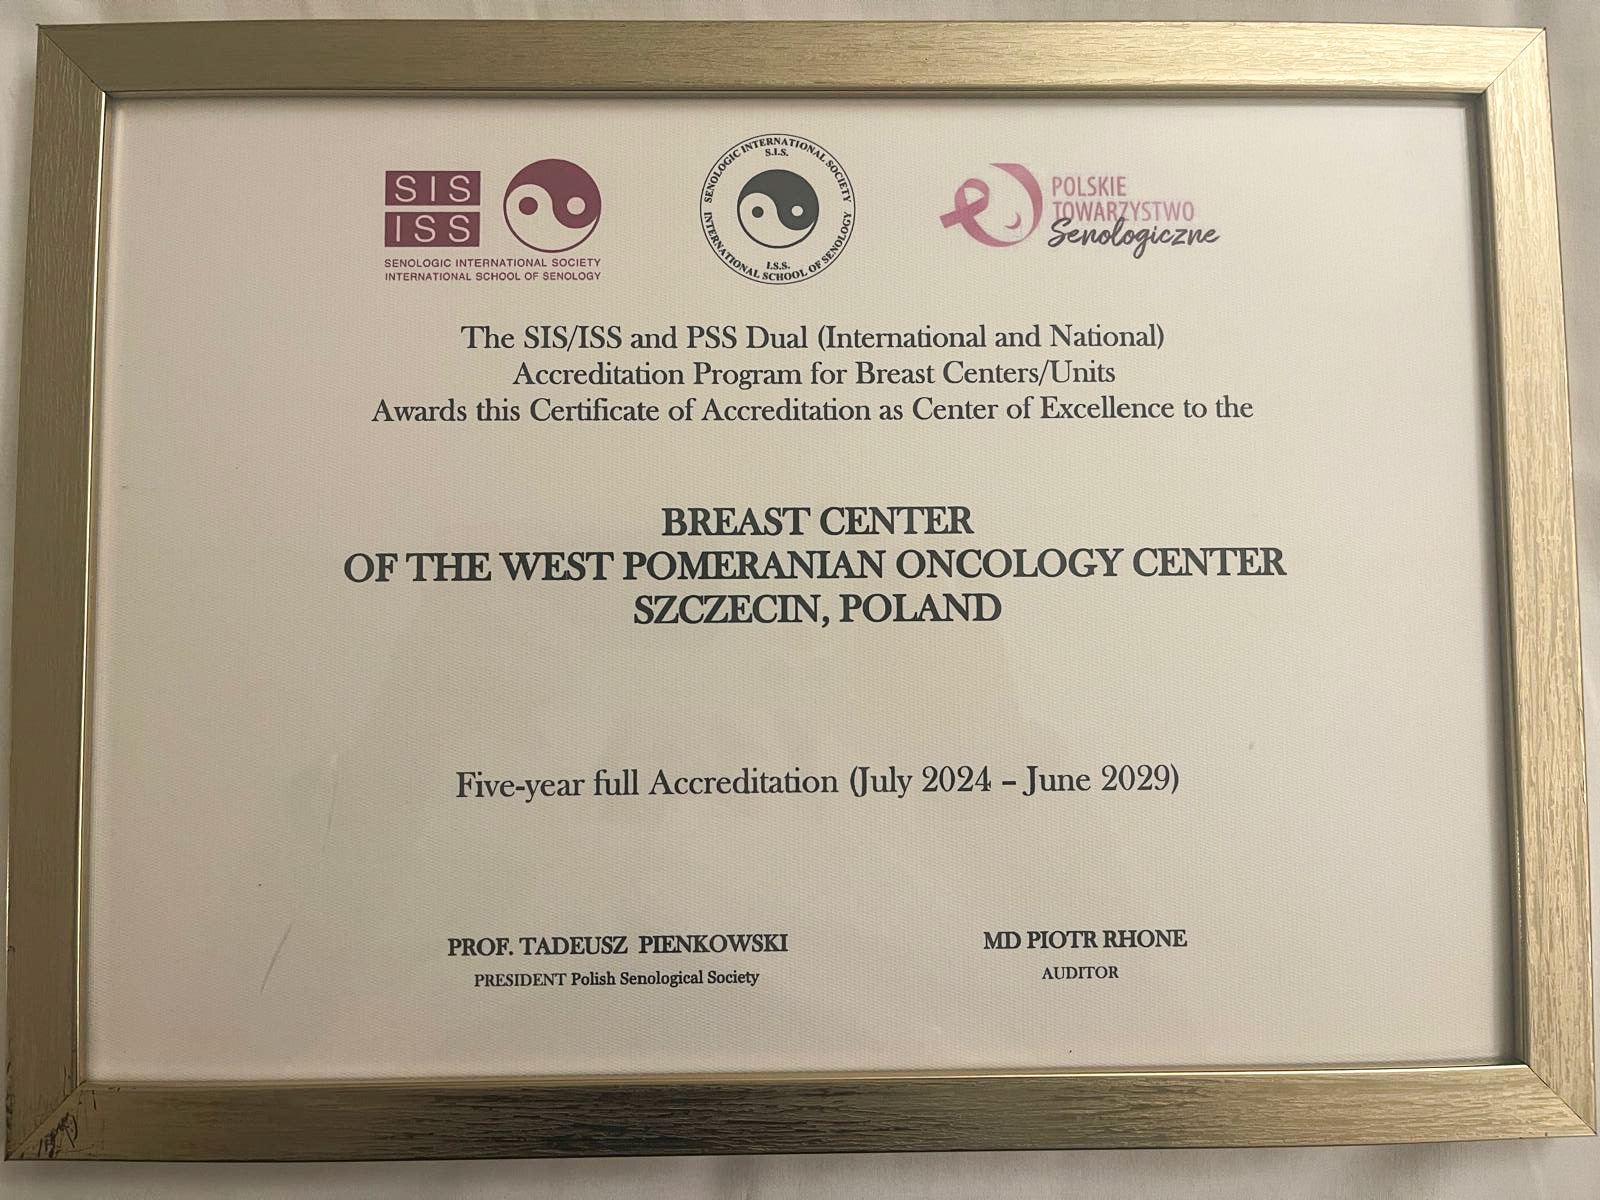 SIS
ISS
SENOLOGIC INTERNATIONAL SOCIETY
INTERNATIONAL SCHOOL OF SENOLOGY
SENOLOGIC INTERNATIONAL SOCIETY
S.I.S.
I.S.S.
INTERNATIONAL SCHOOL OF SENOLOGY
POLSKIE
TOWARZYSTWO
Senologiczne
The SIS/ISS and PSS Dual (International and National)
Accreditation Program for Breast Centers/Units
Awards this Certificate of Accreditation as Center of Excellence to the
BREAST CENTER
OF THE WEST POMERANIAN ONCOLOGY CENTER
SZCZECIN, POLAND
Five-year full Accreditation (July 2024 – June 2029)
PROF. TADEUSZ PIENKOWSKI
PRESIDENT Polish Senological Society
MD PIOTR RHONE
AUDITOR